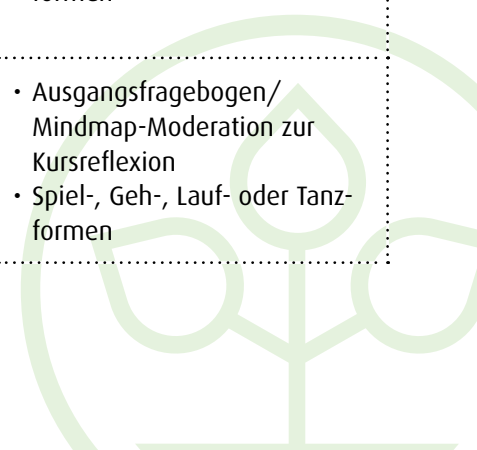 formen
• Ausgangsfragebogen/
Mindmap-Moderation zur
Kursreflexion
• Spiel-, Geh-, Lauf- oder Tanz-
formen